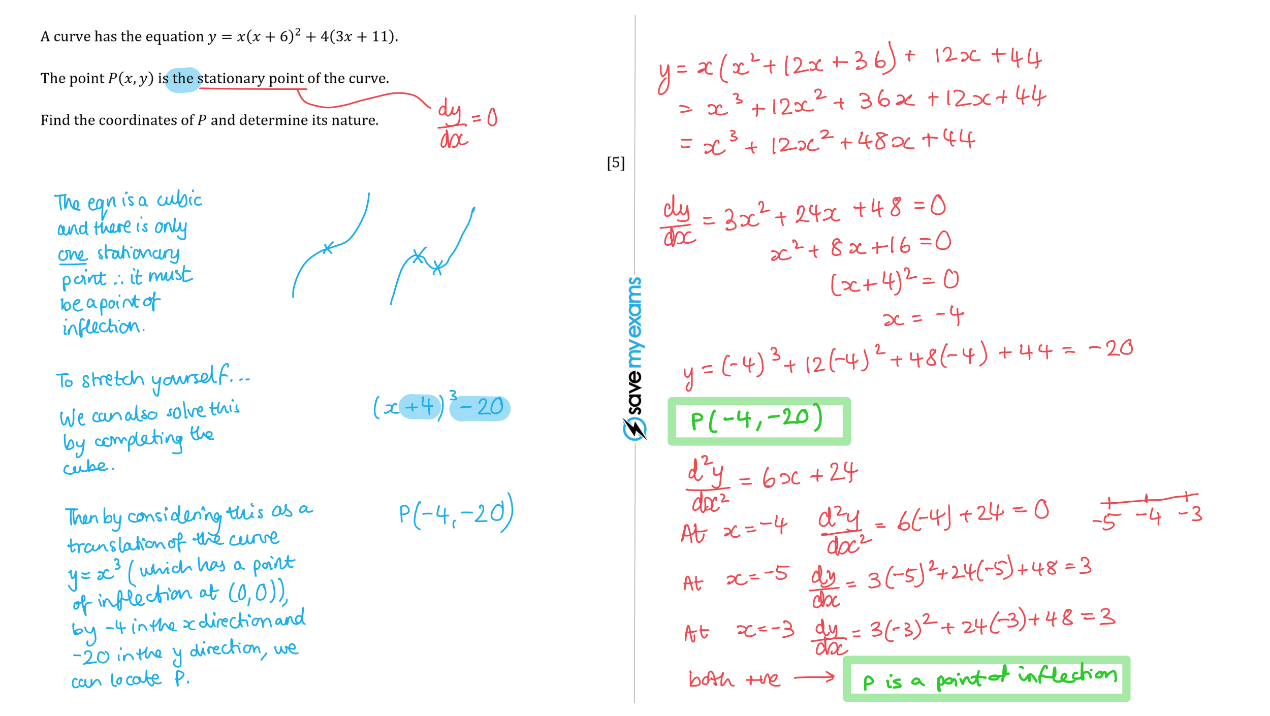 A curve has the equation y = x(x + 6)² + 4(3x + 11).
The point P(x, y) is the stationary point of the curve.
Find the coordinates of P and determine its nature.
dy/dx = 0
[5]
The eqn is a cubic
and there is only
one stationary
point ∴ it must
be a point of
inflection.
To stretch yourself...
We can also solve this
by completing the
cube.
(x +4)³ - 20
Then by considering this as a
translation of the curve
y = x³ (which has a point
of inflection at (0,0)),
by -4 in the x direction and
-20 in the y direction, we
can locate P.
P(-4, -20)
save my exams
y = x(x² + 12x + 36) + 12x + 44
= x³ + 12x² + 36x + 12x + 44
= x³ + 12x² + 48x + 44
dy/dx = 3x² + 24x + 48 = 0
x² + 8x + 16 = 0
(x + 4)² = 0
x = -4
y = (-4)³ + 12(-4)² + 48(-4) + 44 = -20
P(-4, -20)
d²y/dx² = 6x + 24
At x = -4 d²y/dx² = 6(-4) + 24 = 0
-5 -4 -3
At x = -5 dy/dx = 3(-5)² + 24(-5) + 48 = 3
At x = -3 dy/dx = 3(-3)² + 24(-3) + 48 = 3
both +ve → P is a point of inflection